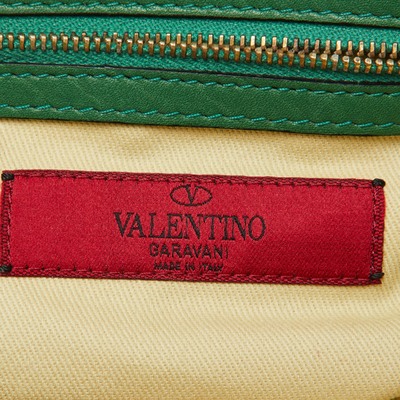 V
VALENTINO
GARAVANI
MADE IN ITALY